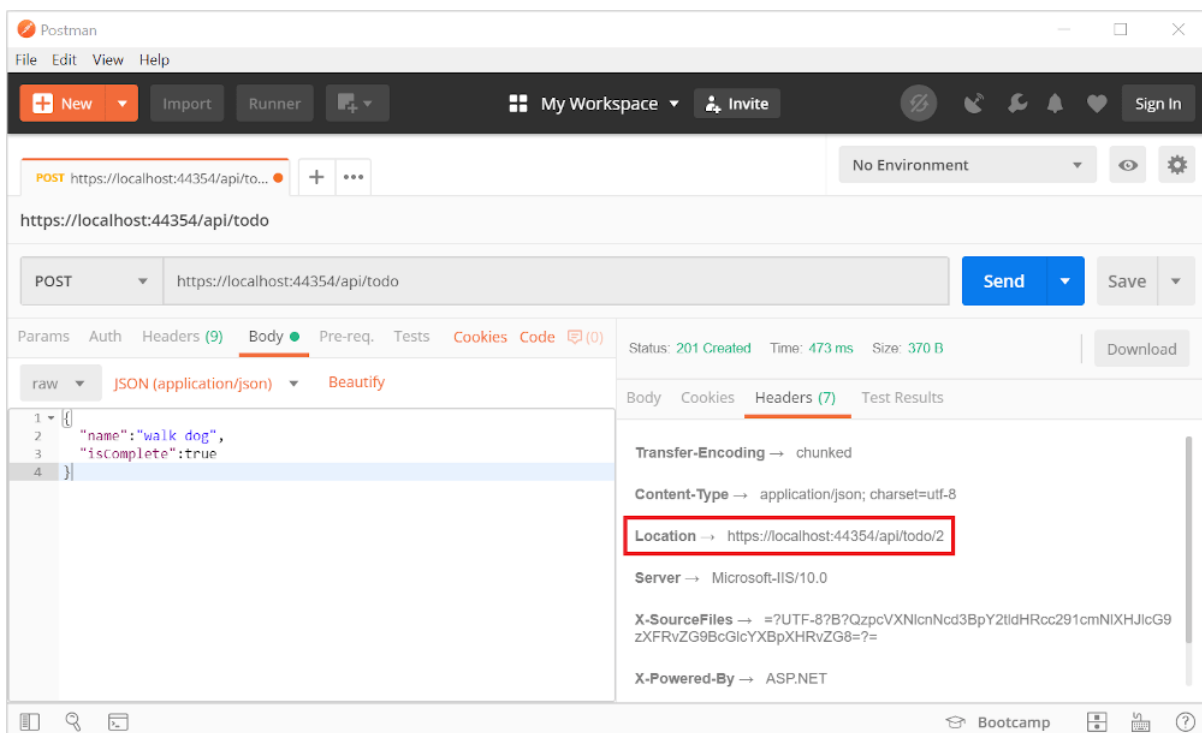 Postman
File Edit View Help
New Import Runner My Workspace Invite Sign In
POST https://localhost:44354/api/to... No Environment
https://localhost:44354/api/todo
POST https://localhost:44354/api/todo Send Save
Params Auth Headers (9) Body Pre-req. Tests Cookies Code (0)
Status: 201 Created Time: 473 ms Size: 370 B Download
raw JSON (application/json) Beautify
Body Cookies Headers (7) Test Results
1 {
2 "name":"walk dog",
3 "isComplete":true
4 }
Transfer-Encoding → chunked
Content-Type → application/json; charset=utf-8
Location → https://localhost:44354/api/todo/2
Server → Microsoft-IIS/10.0
X-SourceFiles →
X-Powered-By → ASP.NET
Bootcamp